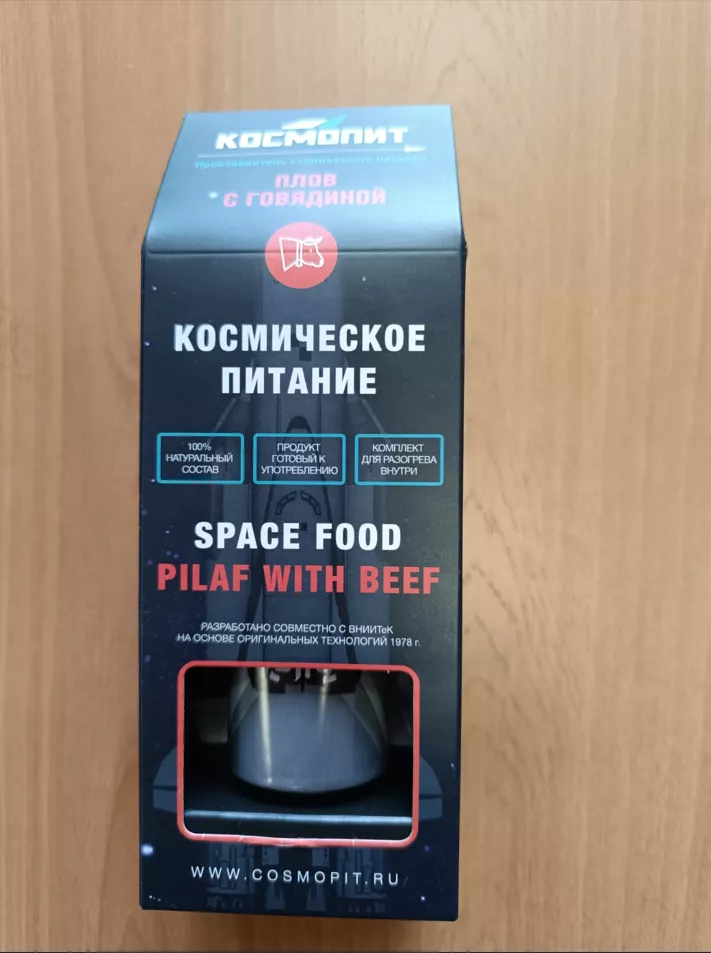 КОСМОПИТ
Производитель космического питания
ПЛОВ
С ГОВЯДИНОЙ
КОСМИЧЕСКОЕ
ПИТАНИЕ
100%
НАТУРАЛЬНЫЙ
СОСТАВ
ПРОДУКТ
ГОТОВЫЙ К
УПОТРЕБЛЕНИЮ
КОМПЛЕКТ
ДЛЯ РАЗОГРЕВА
ВНУТРИ
SPACE FOOD
PILAF WITH BEEF
РАЗРАБОТАНО СОВМЕСТНО С ВНИИТеК
НА ОСНОВЕ ОРИГИНАЛЬНЫХ ТЕХНОЛОГИЙ 1978 г.
WWW.COSMOPIT.RU